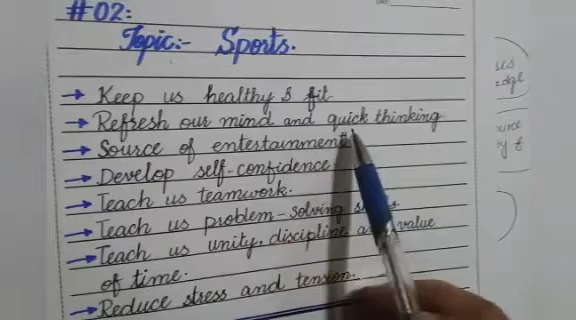 #02:
Topic:- Sports.
→ Keep us healthy & fit
→ Refresh our mind and quick thinking
→ Source of entertainment
→ Develop self-confidence.
→ Teach us teamwork.
→ Teach us problem-solving
→ Teach us unity, discipline and value
of time.
→ Reduce stress and tension.